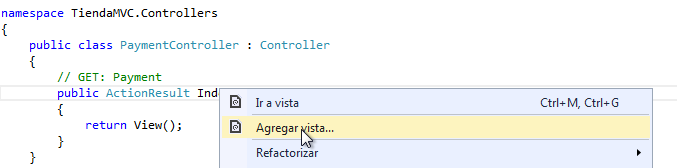 namespace TiendaMVC.Controllers
{
public class PaymentController : Controller
{
// GET: Payment
public ActionResult Ind
Ir a vista Ctrl+M, Ctrl+G
{
Agregar vista...
return View();
Refactorizar
}
}